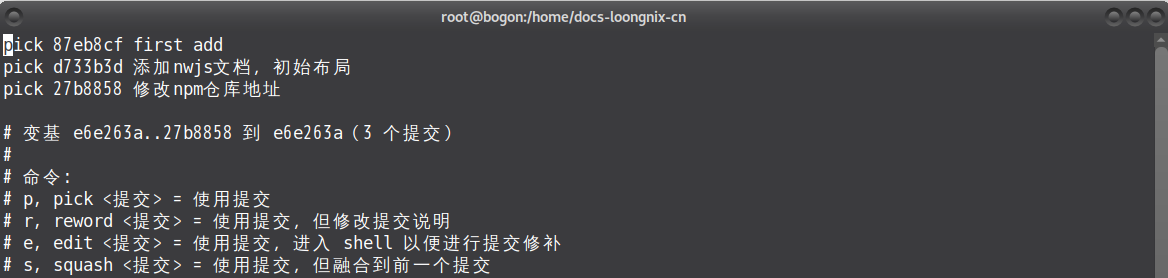 root@bogon:/home/docs-loongnix-cn
pick 87eb8cf first add
pick d733b3d 添加nwjs文档，初始布局
pick 27b8858 修改npm仓库地址
# 变基 e6e263a..27b8858 到 e6e263a（3 个提交）
#
# 命令:
# p, pick <提交> = 使用提交
# r, reword <提交> = 使用提交，但修改提交说明
# e, edit <提交> = 使用提交，进入 shell 以便进行提交修补
# s, squash <提交> = 使用提交，但融合到前一个提交